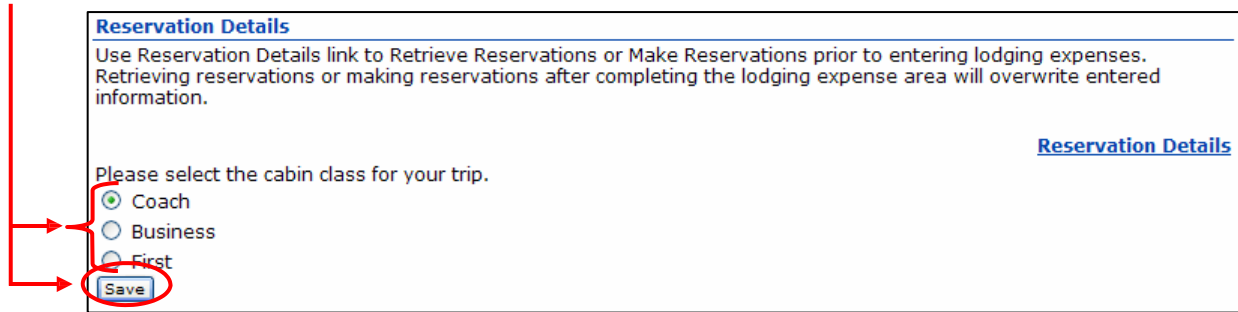 Reservation Details
Use Reservation Details link to Retrieve Reservations or Make Reservations prior to entering lodging expenses.
Retrieving reservations or making reservations after completing the lodging expense area will overwrite entered
information.
Reservation Details
Please select the cabin class for your trip.
Coach
Business
First
Save